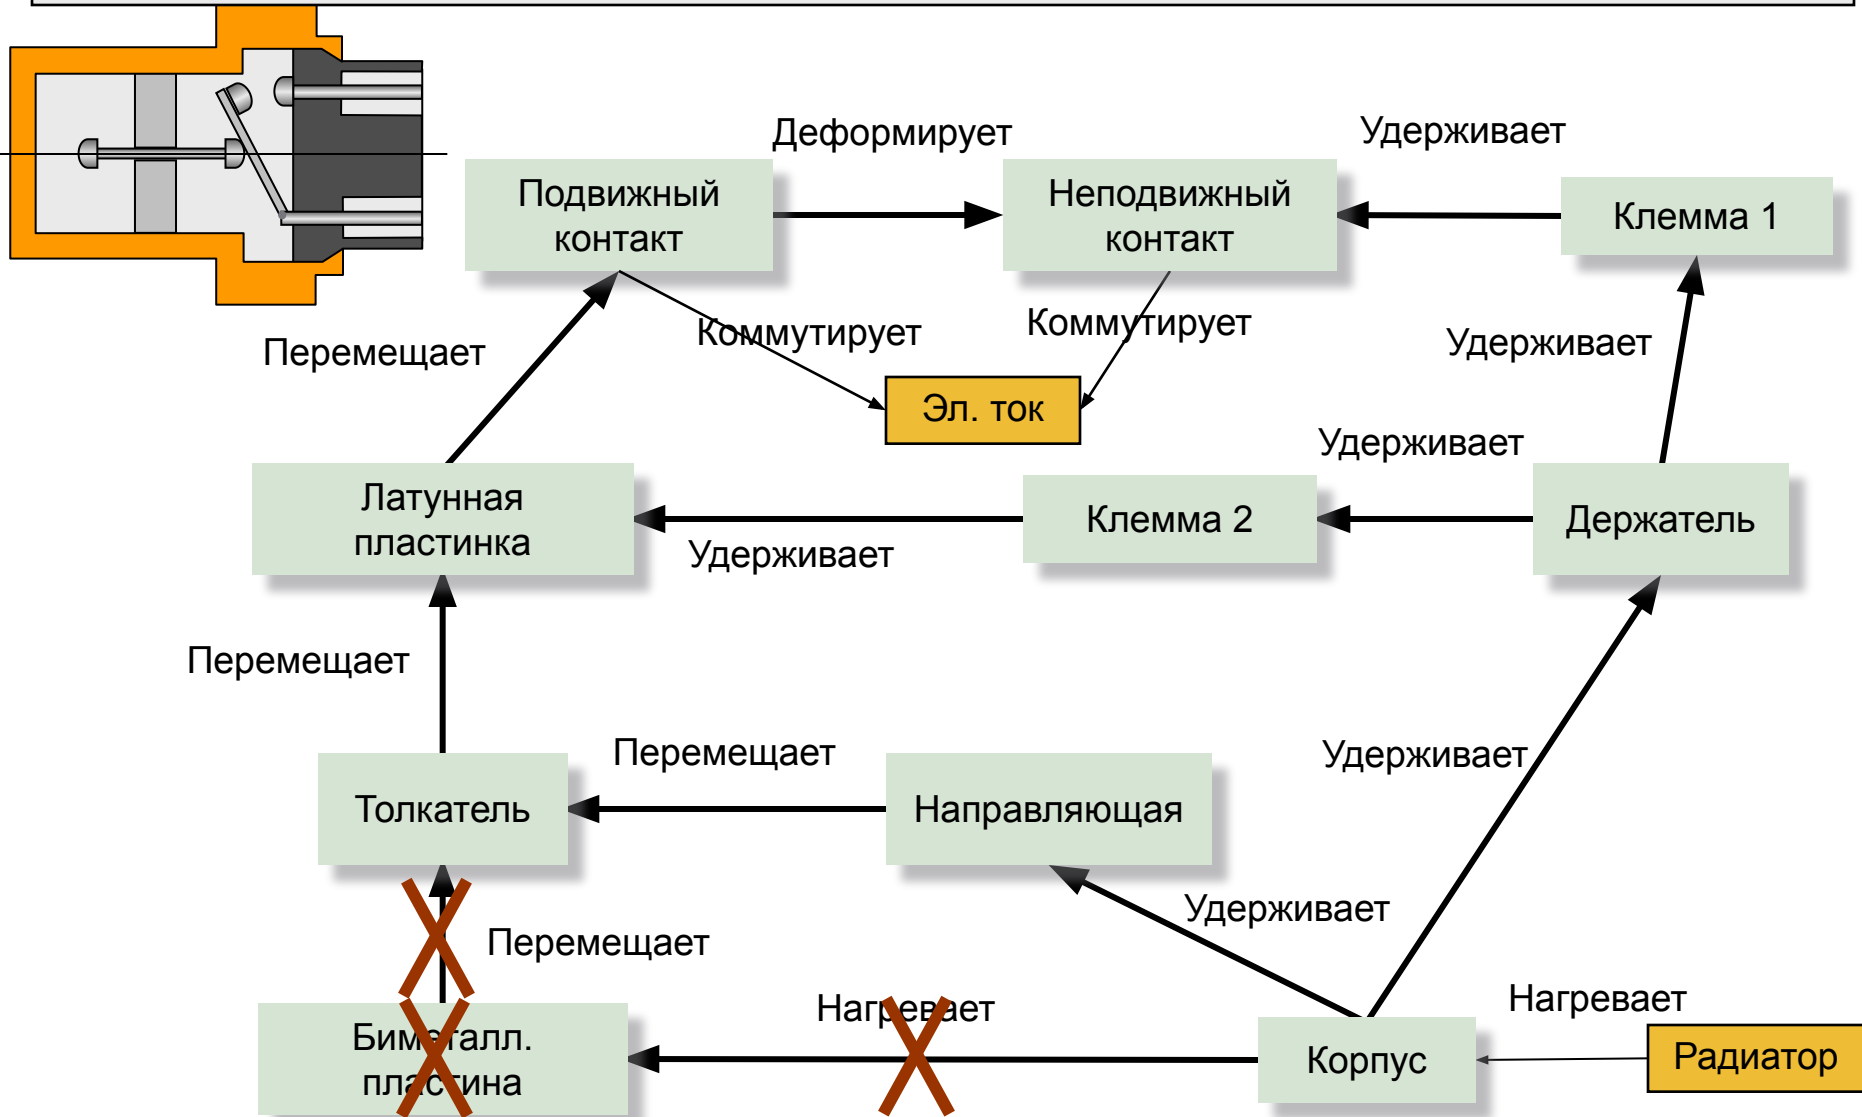 Деформирует
Удерживает
Подвижный
контакт
Неподвижный
контакт
Клемма 1
Перемещает
Коммутирует
Коммутирует
Удерживает
Эл. ток
Удерживает
Латунная
пластинка
Клемма 2
Держатель
Удерживает
Перемещает
Перемещает
Удерживает
Толкатель
Направляющая
Удерживает
Перемещает
Нагревает
Нагревает
Биметалл.
пластина
Корпус
Радиатор